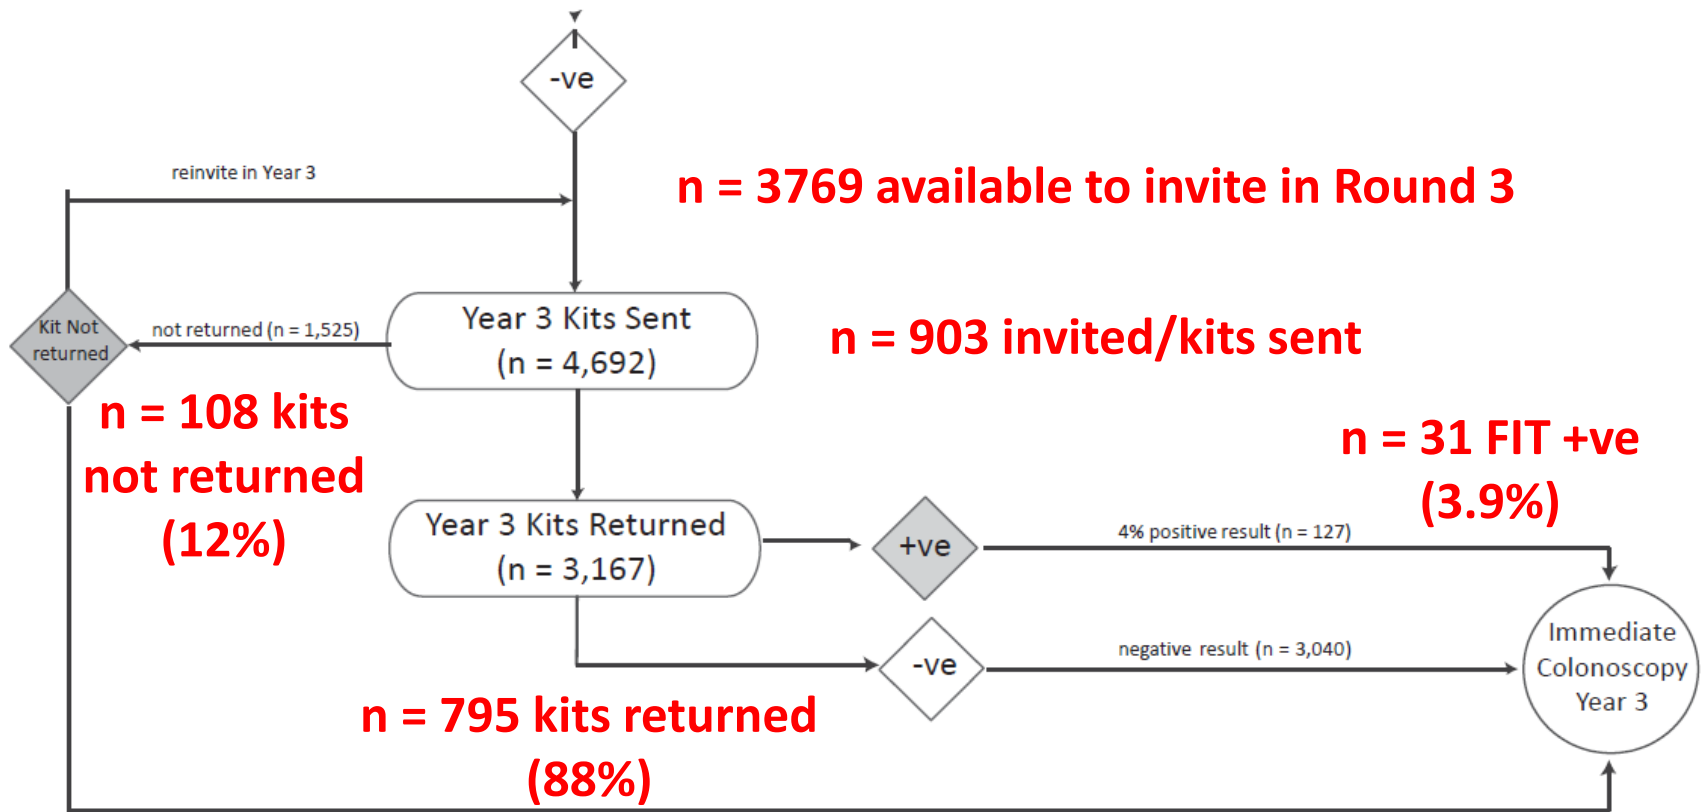 -ve
reinvite in Year 3
n = 3769 available to invite in Round 3
Kit Not
returned
not returned (n = 1,525)
Year 3 Kits Sent
(n = 4,692)
n = 903 invited/kits sent
n = 108 kits
not returned
(12%)
n = 31 FIT +ve
(3.9%)
Year 3 Kits Returned
(n = 3,167)
+ve
4% positive result (n = 127)
-ve
negative result (n = 3,040)
Immediate
Colonoscopy
Year 3
n = 795 kits returned
(88%)